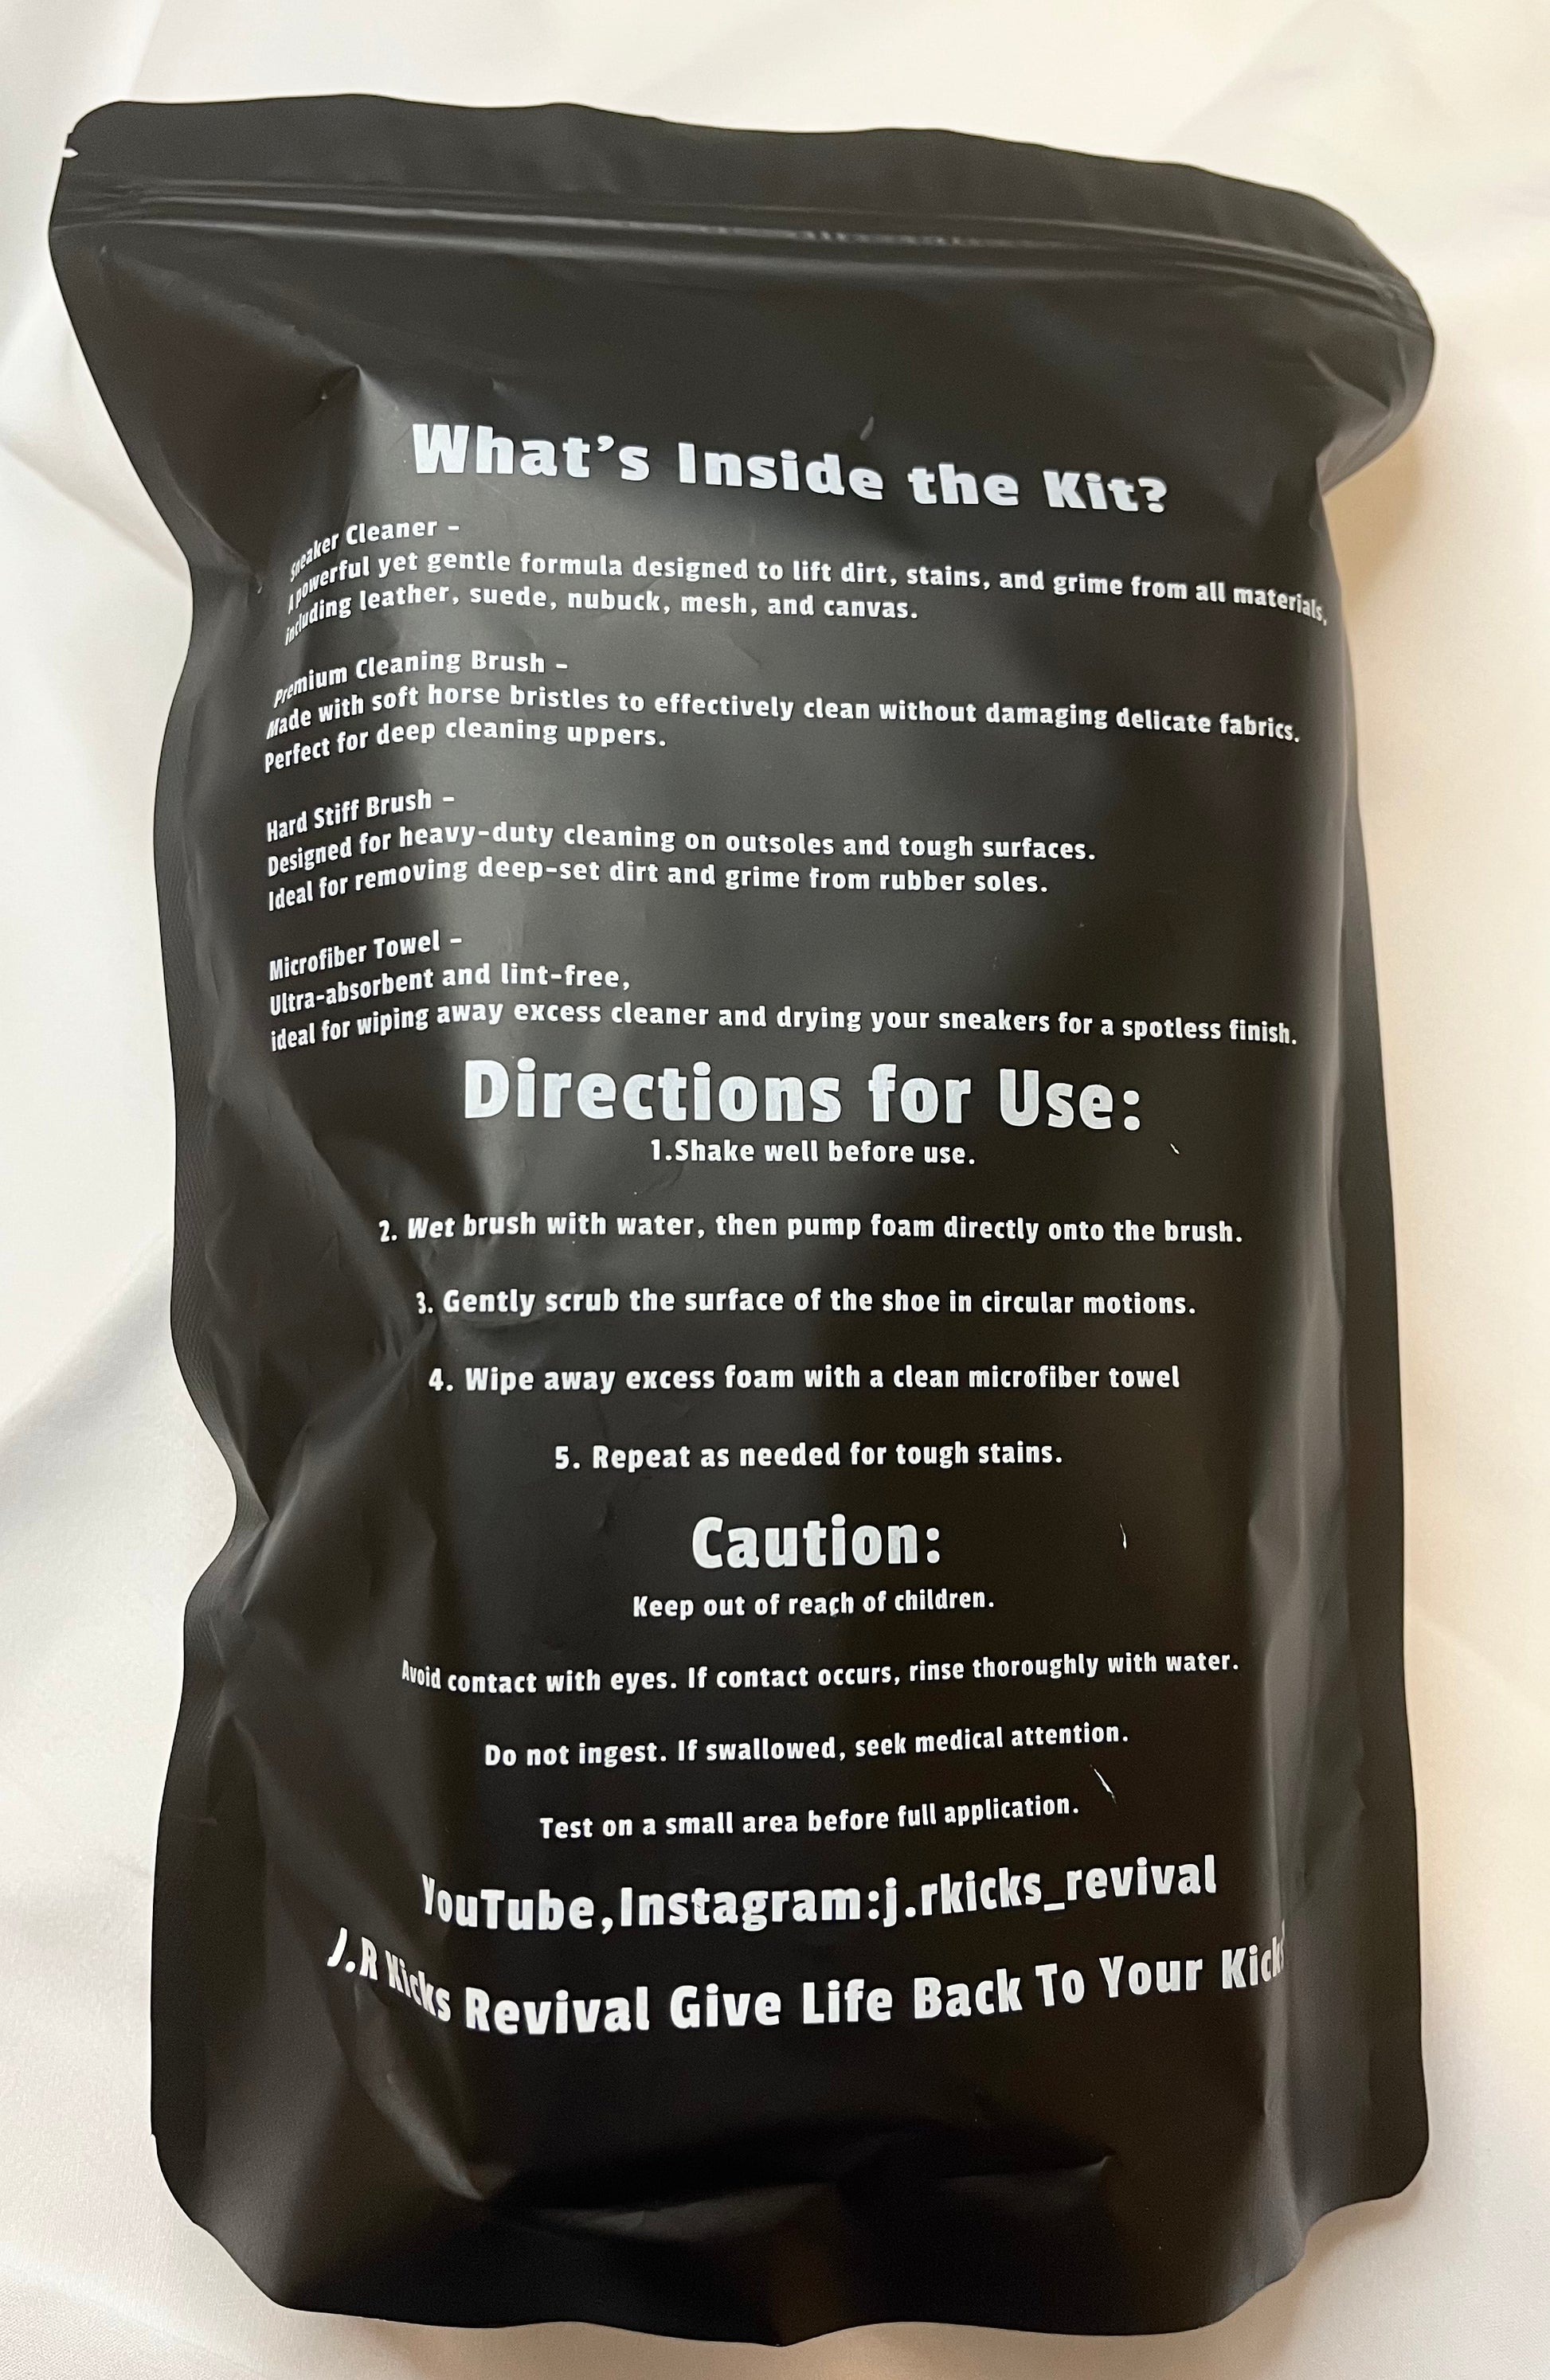 What's Inside the Kit?
Sneaker Cleaner -
A powerful yet gentle formula designed to lift dirt, stains, and grime from all materials,
including leather, suede, nubuck, mesh, and canvas.
Premium Cleaning Brush -
Made with soft horse bristles to effectively clean without damaging delicate fabrics.
Perfect for deep cleaning uppers.
Hard Stiff Brush -
Designed for heavy-duty cleaning on outsoles and tough surfaces.
Ideal for removing deep-set dirt and grime from rubber soles.
Microfiber Towel -
Ultra-absorbent and lint-free,
ideal for wiping away excess cleaner and drying your sneakers for a spotless finish.
Directions for Use:
1.Shake well before use.
2. Wet brush with water, then pump foam directly onto the brush.
3. Gently scrub the surface of the shoe in circular motions.
4. Wipe away excess foam with a clean microfiber towel
5. Repeat as needed for tough stains.
Caution:
Keep out of reach of children.
Avoid contact with eyes. If contact occurs, rinse thoroughly with water.
Do not ingest. If swallowed, seek medical attention.
Test on a small area before full application.
YouTube,Instagram:j.rkicks_revival
J.R Kicks Revival Give Life Back To Your Kicks